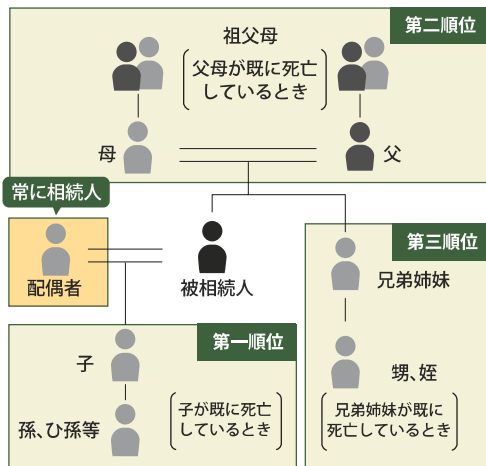 第二順位
祖父母
父母が既に死亡
しているとき
母
父
常に相続人
配偶者
被相続人
第三順位
兄弟姉妹
甥、姪
兄弟姉妹が既に
死亡しているとき
第一順位
子
孫、ひ孫等
子が既に死亡
しているとき